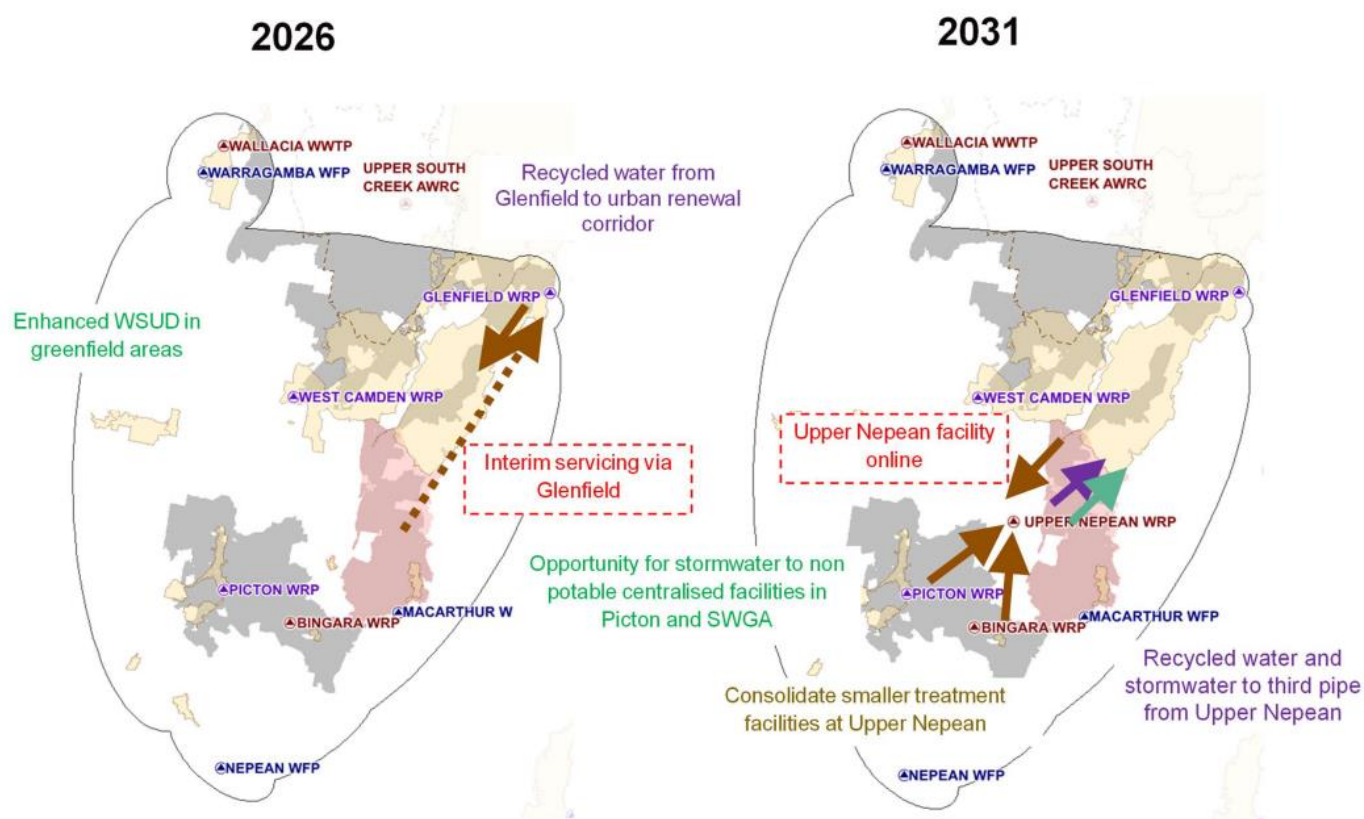 2026
2031
WALLACIA WWTP
WARRAGAMBA WFP
UPPER SOUTH
CREEK AWRC
Recycled water from
Glenfield to urban renewal
corridor
GLENFIELD WRP
Enhanced WSUD in
greenfield areas
WEST CAMDEN WRP
Interim servicing via
Glenfield
Opportunity for stormwater to non
potable centralised facilities in
Picton and SWGA
PICTON WRP
MACARTHUR W
BINGARA WRP
NEPEAN WFP
WALLACIA WWTP
WARRAGAMBA WFP
UPPER SOUTH
CREEK AWRC
GLENFIELD WRP
WEST CAMDEN WRP
Upper Nepean facility
online
UPPER NEPEAN WRP
PICTON WRP
MACARTHUR WFP
BINGARA WRP
Recycled water and
stormwater to third pipe
from Upper Nepean
Consolidate smaller treatment
facilities at Upper Nepean
NEPEAN WFP